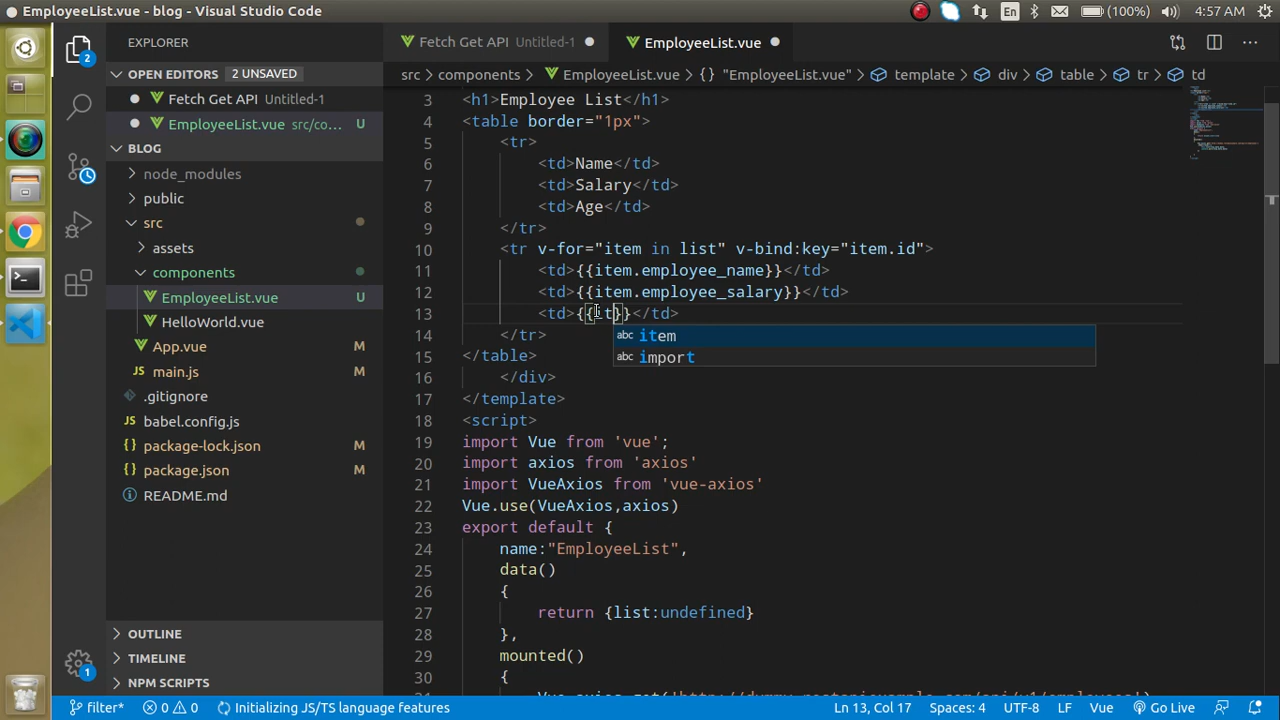 EmployeeList.vue - blog - Visual Studio Code
En
(100%)
4:57 AM
EXPLORER
OPEN EDITORS 2 UNSAVED
Fetch Get API Untitled-1
EmployeeList.vue src/co... U
BLOG
node_modules
public
src
assets
components
EmployeeList.vue U
HelloWorld.vue
App.vue M
main.js M
.gitignore
babel.config.js
package-lock.json M
package.json M
README.md
OUTLINE
TIMELINE
NPM SCRIPTS
2
1
Fetch Get API Untitled-1
EmployeeList.vue
src > components > EmployeeList.vue > {} "EmployeeList.vue" > template > div > table > tr > td
3 <h1>Employee List</h1>
4 <table border="1px">
5 <tr>
6 <td>Name</td>
7 <td>Salary</td>
8 <td>Age</td>
9 </tr>
10 <tr v-for="item in list" v-bind:key="item.id">
11 <td>{{item.employee_name}}</td>
12 <td>{{item.employee_salary}}</td>
13 <td>{{it}}</td>
abc item
abc import
14 </tr>
15 </table>
16 </div>
17 </template>
18 <script>
19 import Vue from 'vue';
20 import axios from 'axios'
21 import VueAxios from 'vue-axios'
22 Vue.use(VueAxios,axios)
23 export default {
24 name:"EmployeeList",
25 data()
26 {
27 return {list:undefined}
28 },
29 mounted()
30 {
filter* 0 0 Initializing JS/TS language features
Ln 13, Col 17 Spaces: 4 UTF-8 LF Vue Go Live